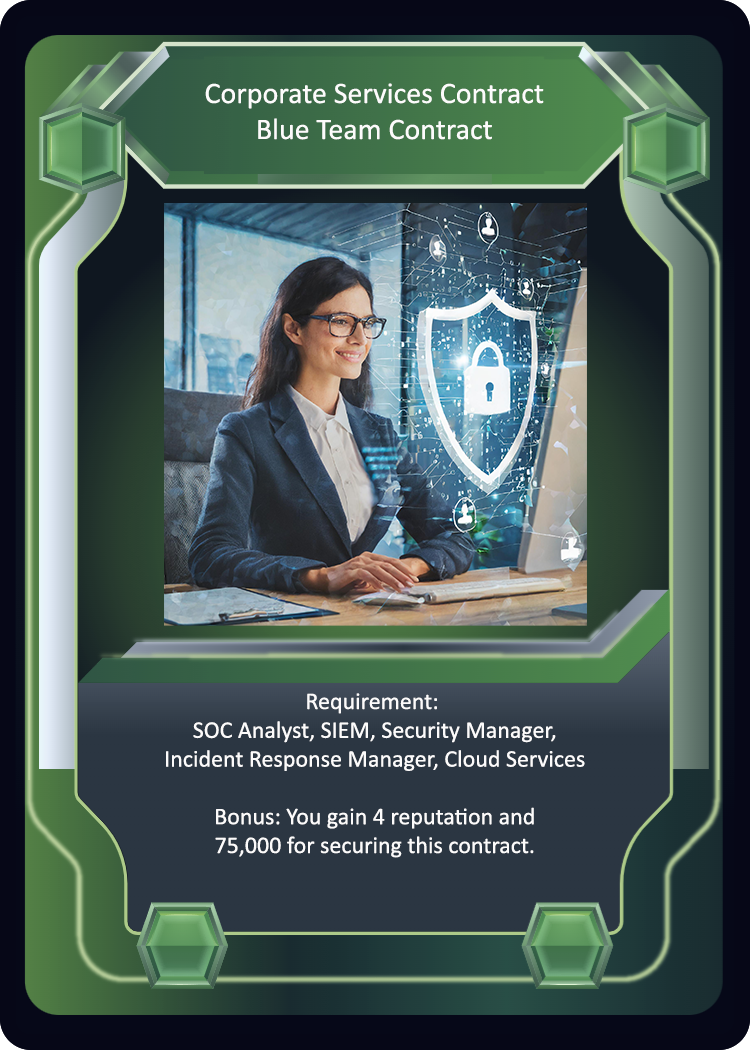 Corporate Services Contract
Blue Team Contract
Requirement:
SOC Analyst, SIEM, Security Manager,
Incident Response Manager, Cloud Services
Bonus: You gain 4 reputation and
75,000 for securing this contract.